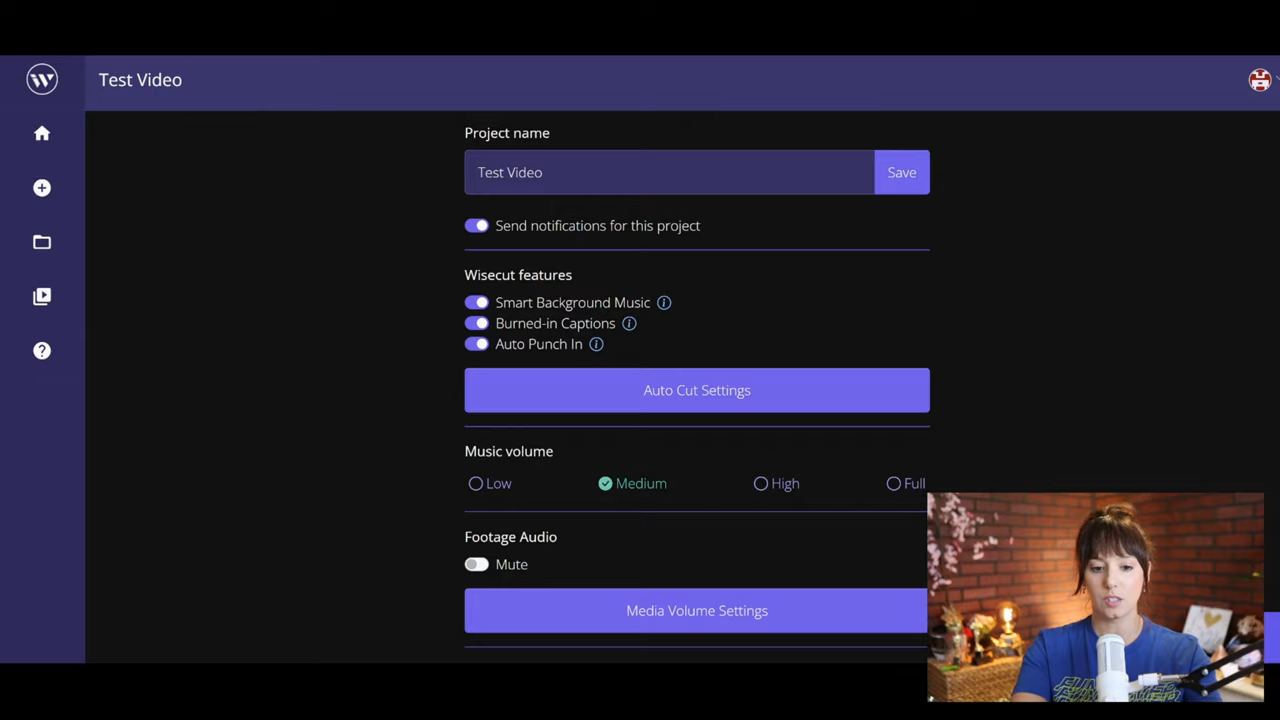 Test Video
Project name
Test Video
Save
Send notifications for this project
Wisecut features
Smart Background Music
Burned-in Captions
Auto Punch In
Auto Cut Settings
Music volume
Low Medium High Full
Footage Audio
Mute
Media Volume Settings